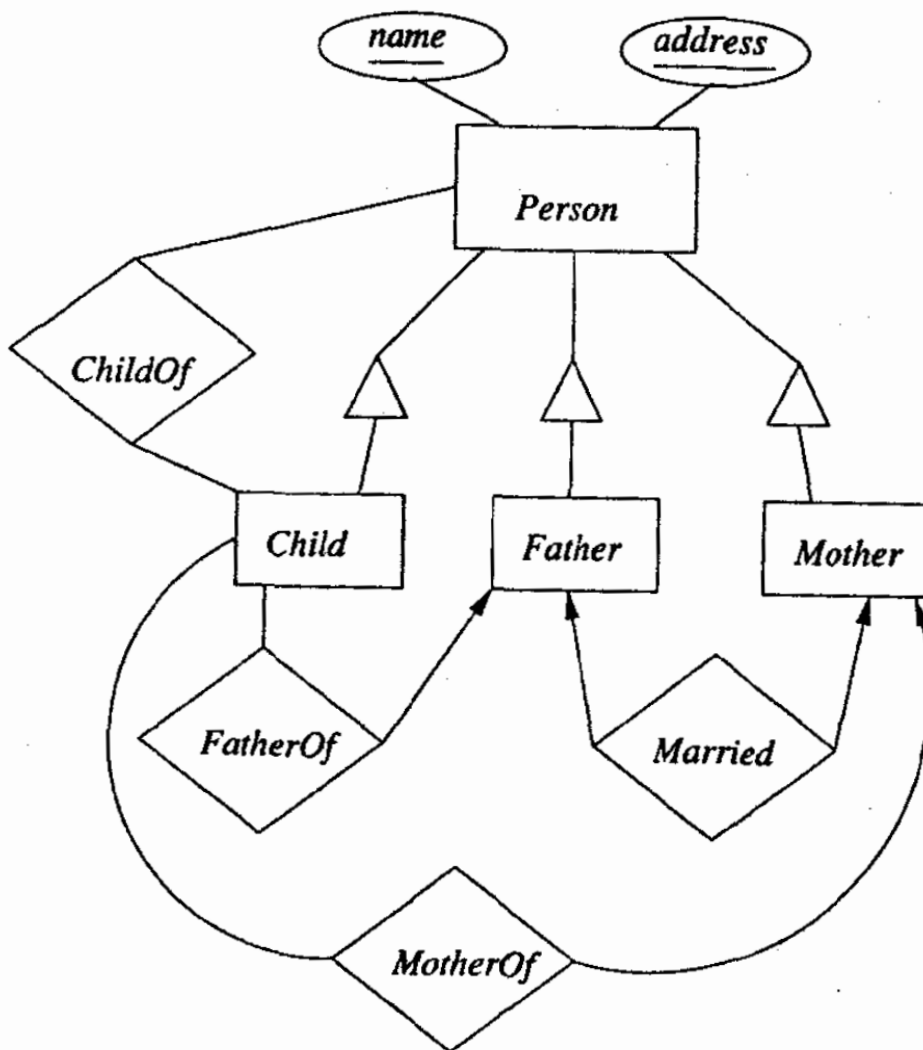 name
address
Person
ChildOf
Child
Father
Mother
FatherOf
Married
MotherOf